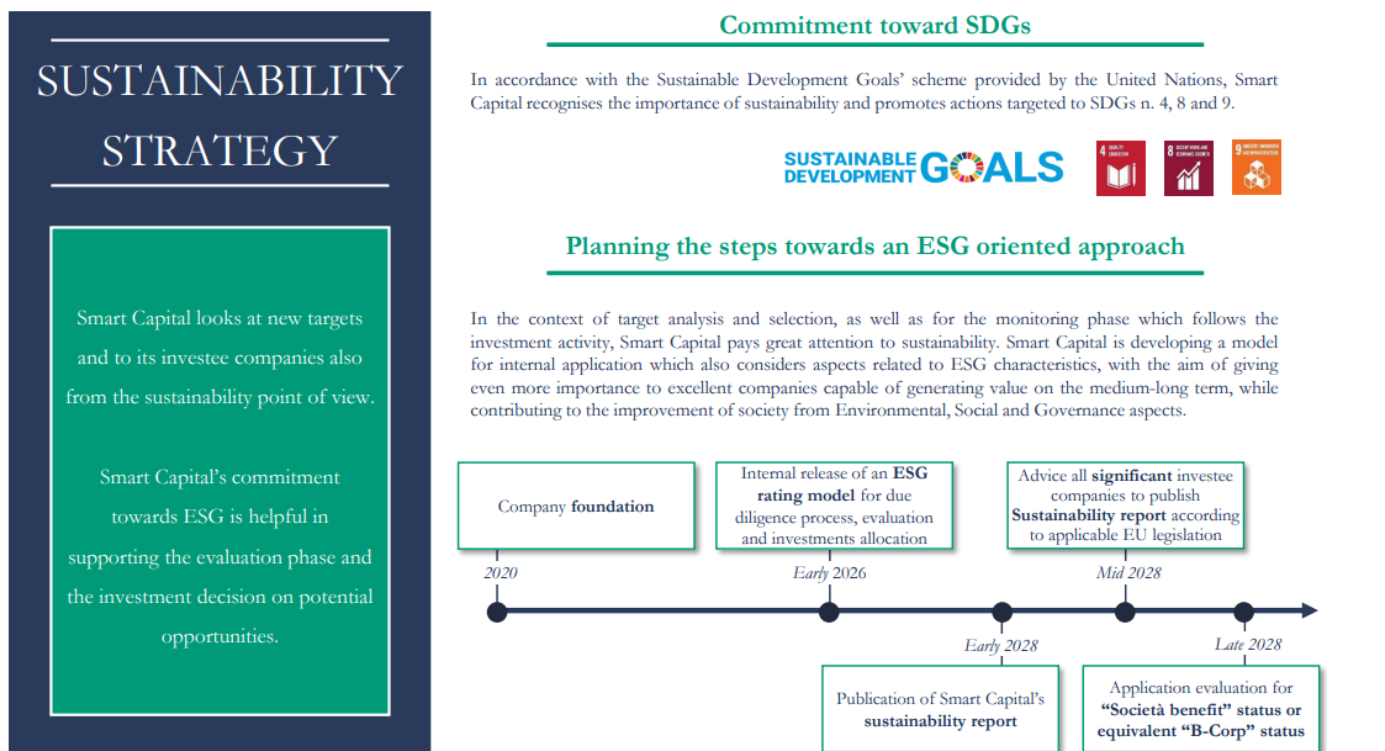 SUSTAINABILITY
STRATEGY
Smart Capital looks at new targets
and to its investee companies also
from the sustainability point of view.
Smart Capital's commitment
towards ESG is helpful in
supporting the evaluation phase and
the investment decision on potential
opportunities.
Commitment toward SDGs
In accordance with the Sustainable Development Goals' scheme provided by the United Nations, Smart
Capital recognises the importance of sustainability and promotes actions targeted to SDGs n. 4, 8 and 9.
SUSTAINABLE
DEVELOPMENT
GOALS
4 QUALITY
EDUCATION
8 DECENT WORK AND
ECONOMIC GROWTH
9 INDUSTRY, INNOVATION
AND INFRASTRUCTURE
Planning the steps towards an ESG oriented approach
In the context of target analysis and selection, as well as for the monitoring phase which follows the
investment activity, Smart Capital pays great attention to sustainability. Smart Capital is developing a model
for internal application which also considers aspects related to ESG characteristics, with the aim of giving
even more importance to excellent companies capable of generating value on the medium-long term, while
contributing to the improvement of society from Environmental, Social and Governance aspects.
Company foundation
2020
Internal release of an ESG
rating model for due
diligence process, evaluation
and investments allocation
Early 2026
Advice all significant investee
companies to publish
Sustainability report according
to applicable EU legislation
Mid 2028
Early 2028
Publication of Smart Capital's
sustainability report
Late 2028
Application evaluation for
"Società benefit" status or
equivalent "B-Corp" status